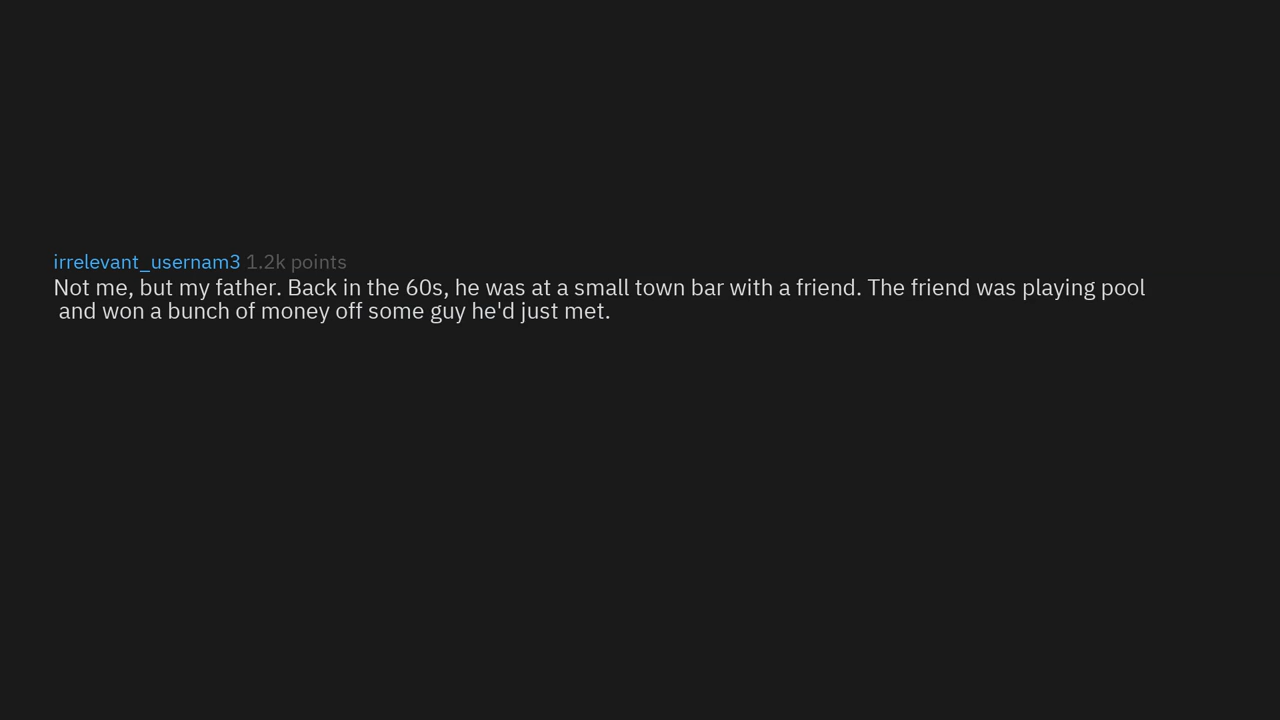 irrelevant_usernam3 1.2k points
Not me, but my father. Back in the 60s, he was at a small town bar with a friend. The friend was playing pool
and won a bunch of money off some guy he'd just met.